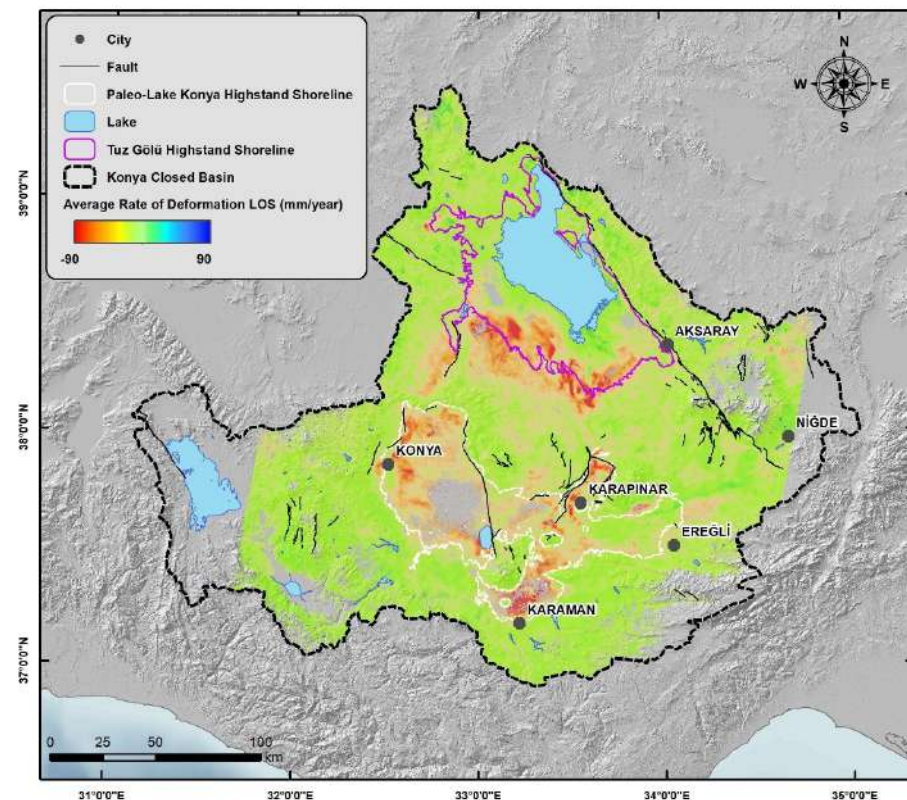 City
Fault
Paleo-Lake Konya Highstand Shoreline
Lake
Tuz Gölü Highstand Shoreline
Konya Closed Basin
Average Rate of Deformation LOS (mm/year)
-90 90
N
W E
S
39°0'0"N
38°0'0"N
37°0'0"N
AKSARAY
NİĞDE
KONYA
KARAPINAR
EREĞLİ
KARAMAN
0 25 50 100
km
31°0'0"E 32°0'0"E 33°0'0"E 34°0'0"E 35°0'0"E